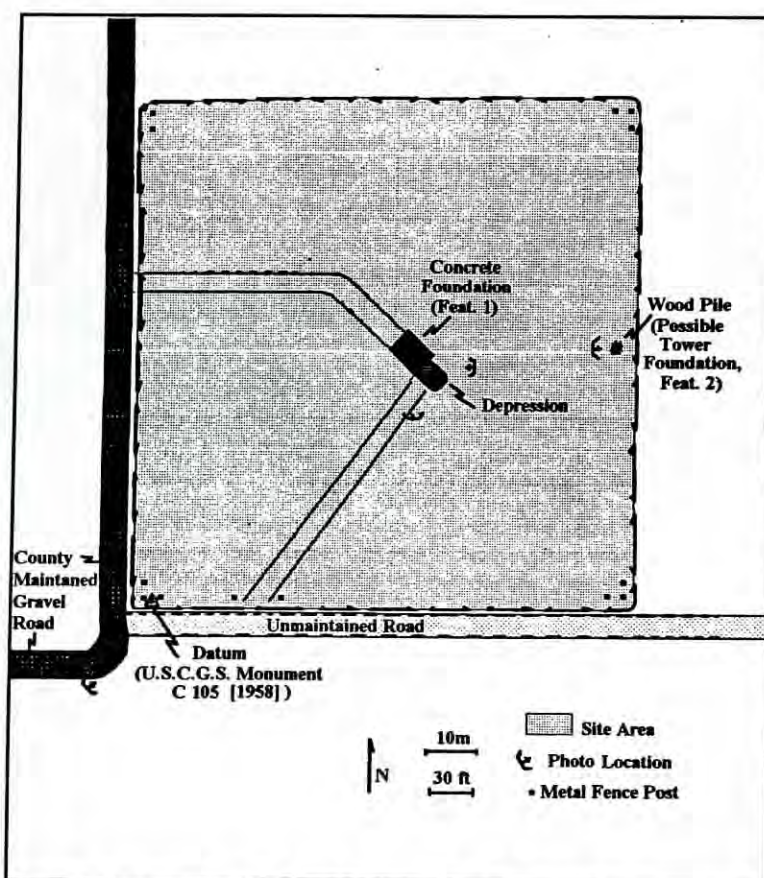 Concrete
Foundation
(Feat. 1)
Wood Pile
(Possible
Tower
Foundation,
Feat. 2)
Depression
County
Maintaned
Gravel
Road
Unmaintained Road
Datum
(U.S.C.G.S. Monument
C 105 [1958] )
N
10m
30 ft
Site Area
Photo Location
Metal Fence Post